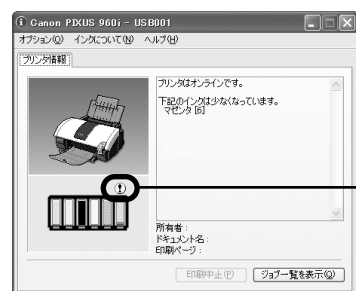 Canon PIXUS 960i - USB001
オプション(O) インクについて(N) ヘルプ(H)
プリンタ情報
プリンタはオンラインです。
下記のインクは少なくなっています。
マゼンタ [6]
所有者 :
ドキュメント名 :
印刷ページ :
印刷中止(P) ジョブ一覧を表示(Q)